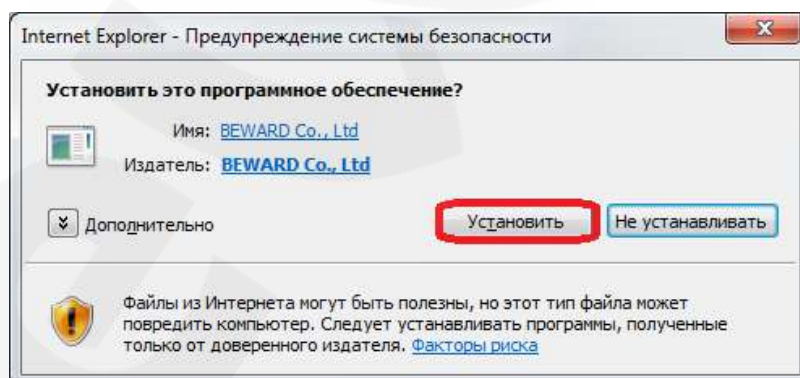 Internet Explorer - Предупреждение системы безопасности
Установить это программное обеспечение?
Имя: BEWARD Co., Ltd
Издатель: BEWARD Co., Ltd
Дополнительно
Установить
Не устанавливать
Файлы из Интернета могут быть полезны, но этот тип файла может
повредить компьютер. Следует устанавливать программы, полученные
только от доверенного издателя. Факторы риска